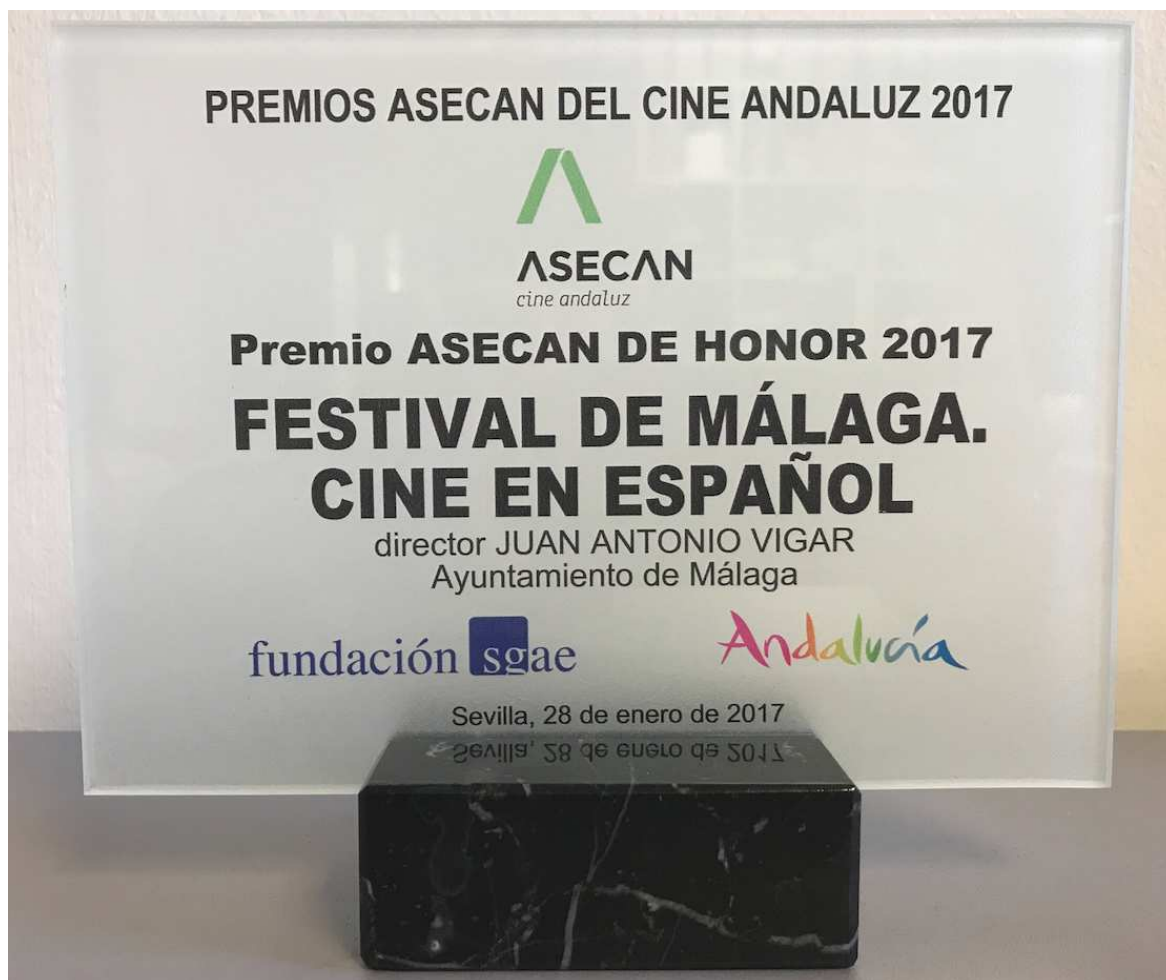 PREMIOS ASECAN DEL CINE ANDALUZ 2017
ASECAN
cine andaluz
Premio ASECAN DE HONOR 2017
FESTIVAL DE MÁLAGA.
CINE EN ESPAÑOL
director JUAN ANTONIO VIGAR
Ayuntamiento de Málaga
fundación sgae
Andalucía
Sevilla, 28 de enero de 2017